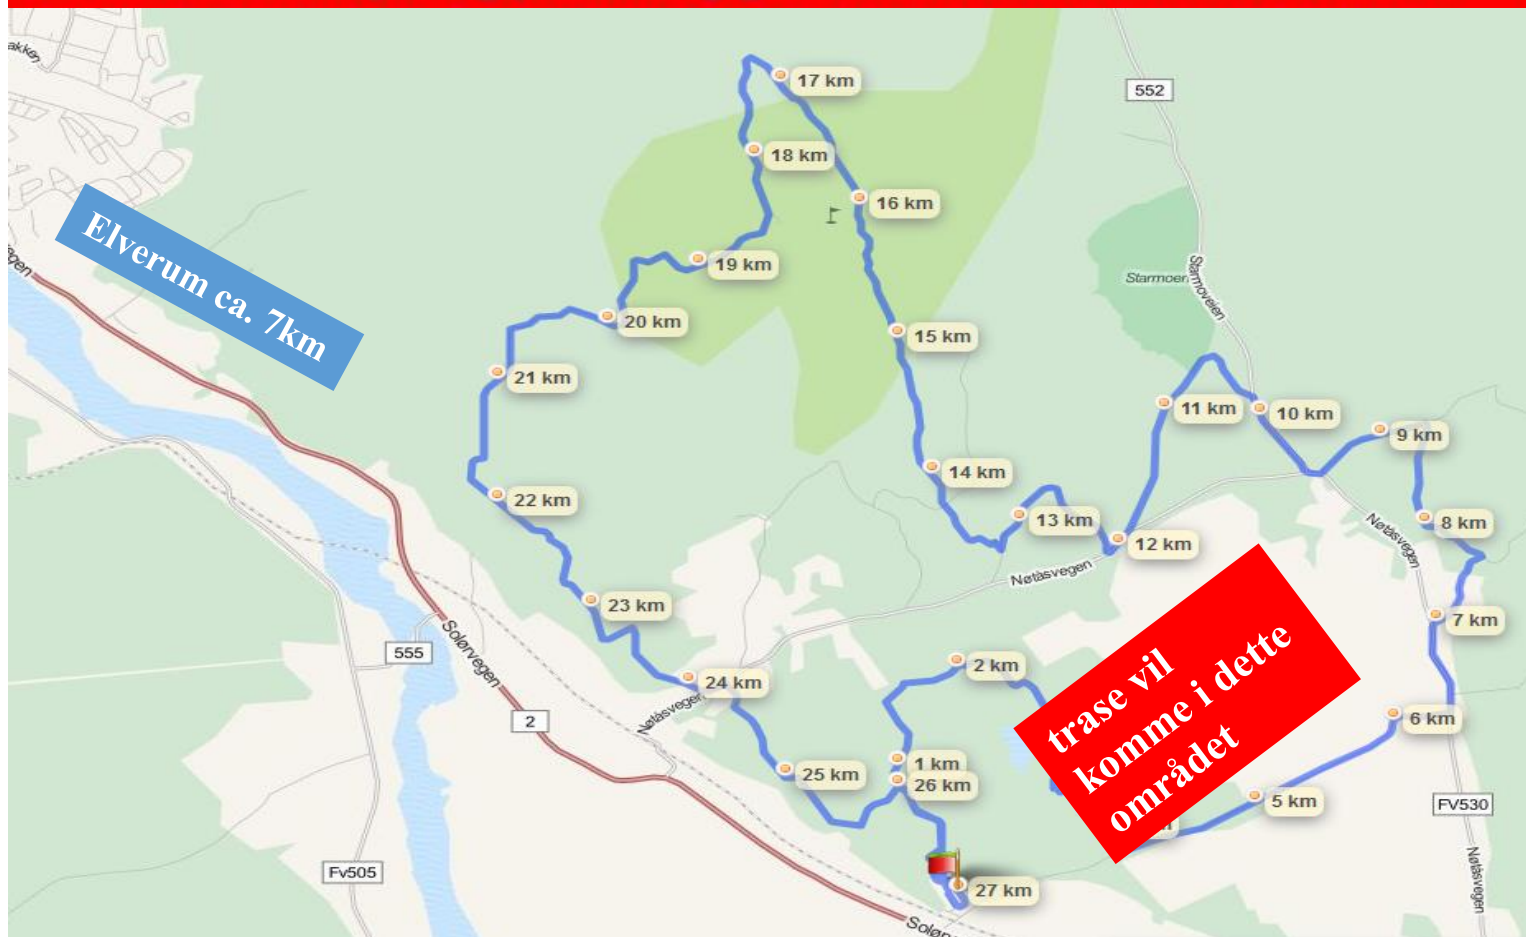 akken
17 km
552
18 km
16 km
Elverum ca. 7km
19 km
Starmoen
Starmoveien
20 km
15 km
21 km
11 km
10 km
9 km
14 km
22 km
13 km
8 km
12 km
Nøtåsvegen
Nøtåsvegen
23 km
7 km
Solørvegen
555
2 km
trase vil
komme i dette
området
24 km
Nøtåsvegen
2
6 km
1 km
25 km
26 km
5 km
FV530
Fv505
Nøtåsvegen
27 km